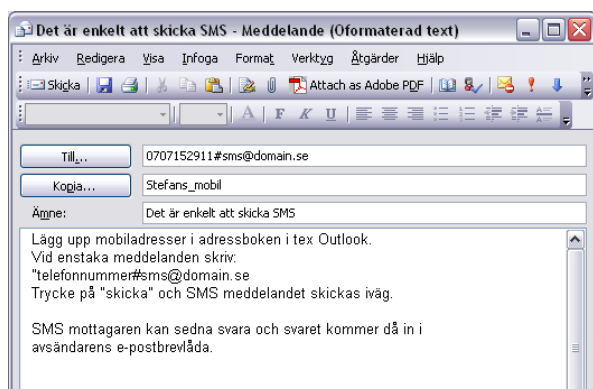 Det är enkelt att skicka SMS - Meddelande (Oformaterad text)
Arkiv Redigera Visa Infoga Format Verktyg Åtgärder Hjälp
Skicka Attach as Adobe PDF
A F K U
Till... 0707152911#sms@domain.se
Kopia... Stefans_mobil
Ämne: Det är enkelt att skicka SMS
Lägg upp mobiladresser i adressboken i tex Outlook.
Vid enstaka meddelanden skriv:
"telefonnummer#sms@domain.se
Trycke på "skicka" och SMS meddelandet skickas iväg.
SMS mottagaren kan sedna svara och svaret kommer då in i
avsändarens e-postbrevlåda.